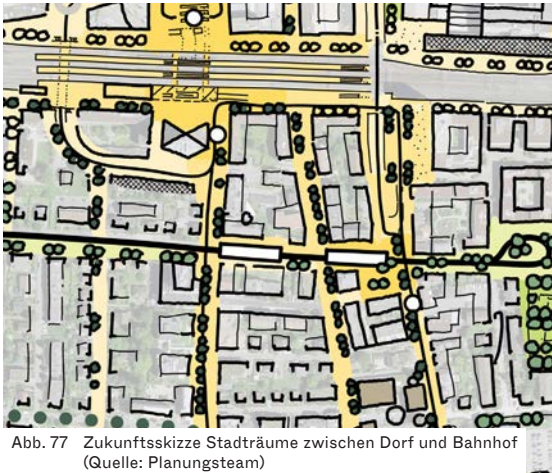 Abb. 77 Zukunftsskizze Stadträume zwischen Dorf und Bahnhof
(Quelle: Planungsteam)